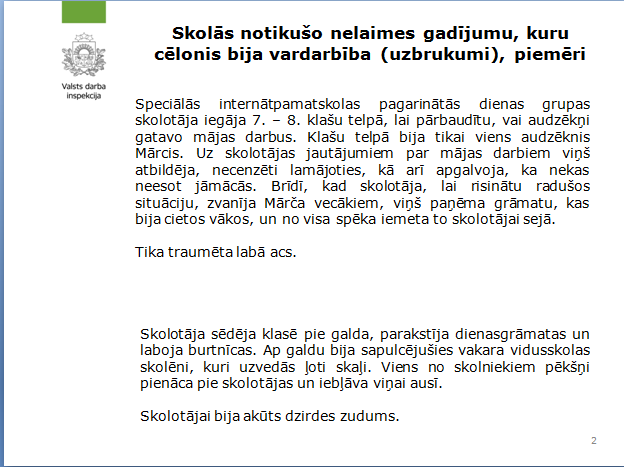 Skolās notikušo nelaimes gadījumu, kuru
cēlonis bija vardarbība (uzbrukumi), piemēri
Valsts darba
inspekcija
Speciālās internātpamatskolas pagarinātās dienas grupas
skolotāja iegāja 7. – 8. klašu telpā, lai pārbaudītu, vai audzēkņi
gatavo mājas darbus. Klašu telpā bija tikai viens audzēknis
Mārcis. Uz skolotājas jautājumiem par mājas darbiem viņš
atbildēja, necenzēti lamājoties, kā arī apgalvoja, ka nekas
neesot jāmācās. Brīdī, kad skolotāja, lai risinātu radušos
situāciju, zvanīja Mārča vecākiem, viņš paņēma grāmatu, kas
bija cietos vākos, un no visa spēka iemeta to skolotājai sejā.
Tika traumēta labā acs.
Skolotāja sēdēja klasē pie galda, parakstīja dienasgrāmatas un
laboja burtnīcas. Ap galdu bija sapulcējušies vakara vidusskolas
skolēni, kuri uzvedās ļoti skaļi. Viens no skolniekiem pēkšņi
pienāca pie skolotājas un iebļāva viņai ausī.
Skolotājai bija akūts dzirdes zudums.
2